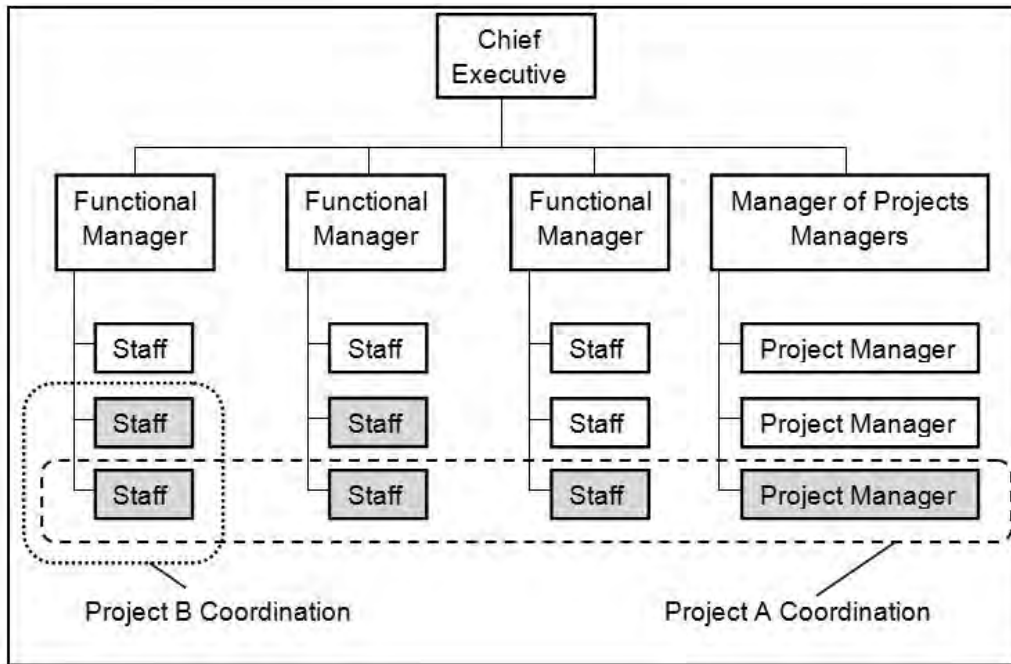 Chief
Executive
Functional
Manager
Functional
Manager
Functional
Manager
Manager of Projects
Managers
Staff
Staff
Staff
Project Manager
Staff
Staff
Staff
Project Manager
Staff
Staff
Staff
Project Manager
Project B Coordination
Project A Coordination